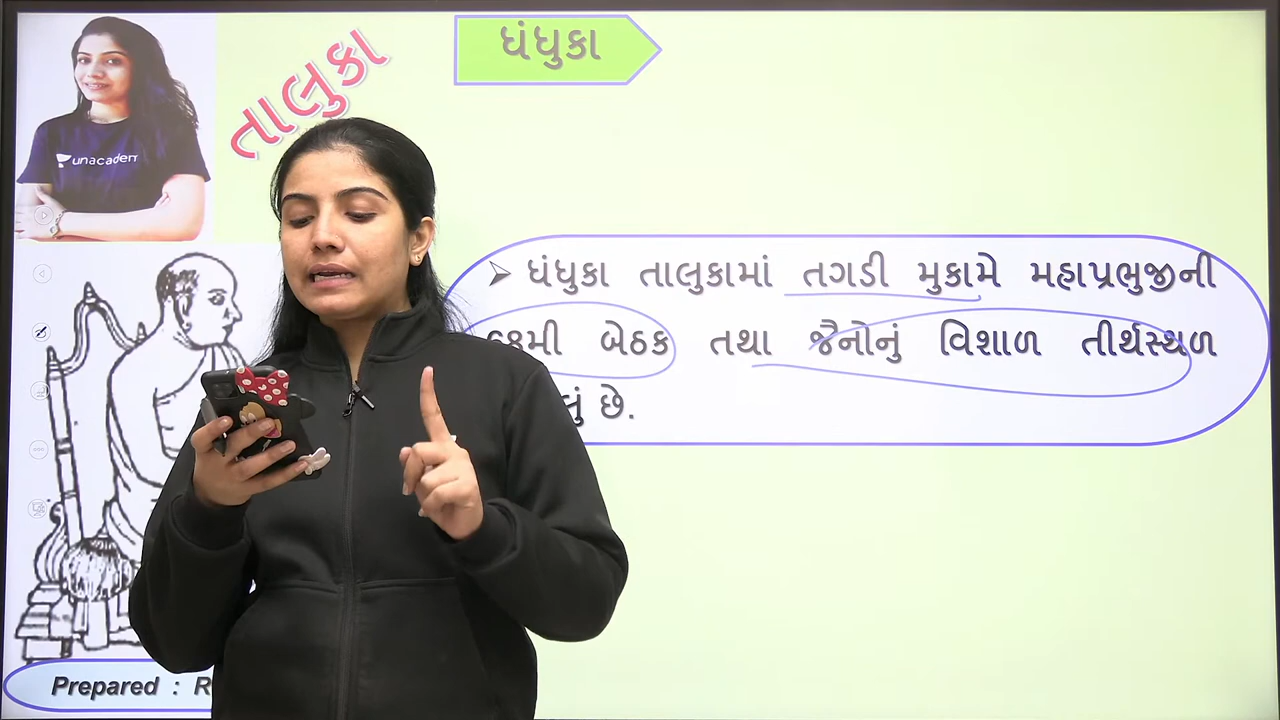 તાલુકા
ધંધુકા
unacadem
➤ ધંધુકા તાલુકામાં તગડી મુકામે મહાપ્રભુજીની
બેઠક તથા જૈનોનું વિશાળ તીર્થસ્થળ
છે.
Prepared : R